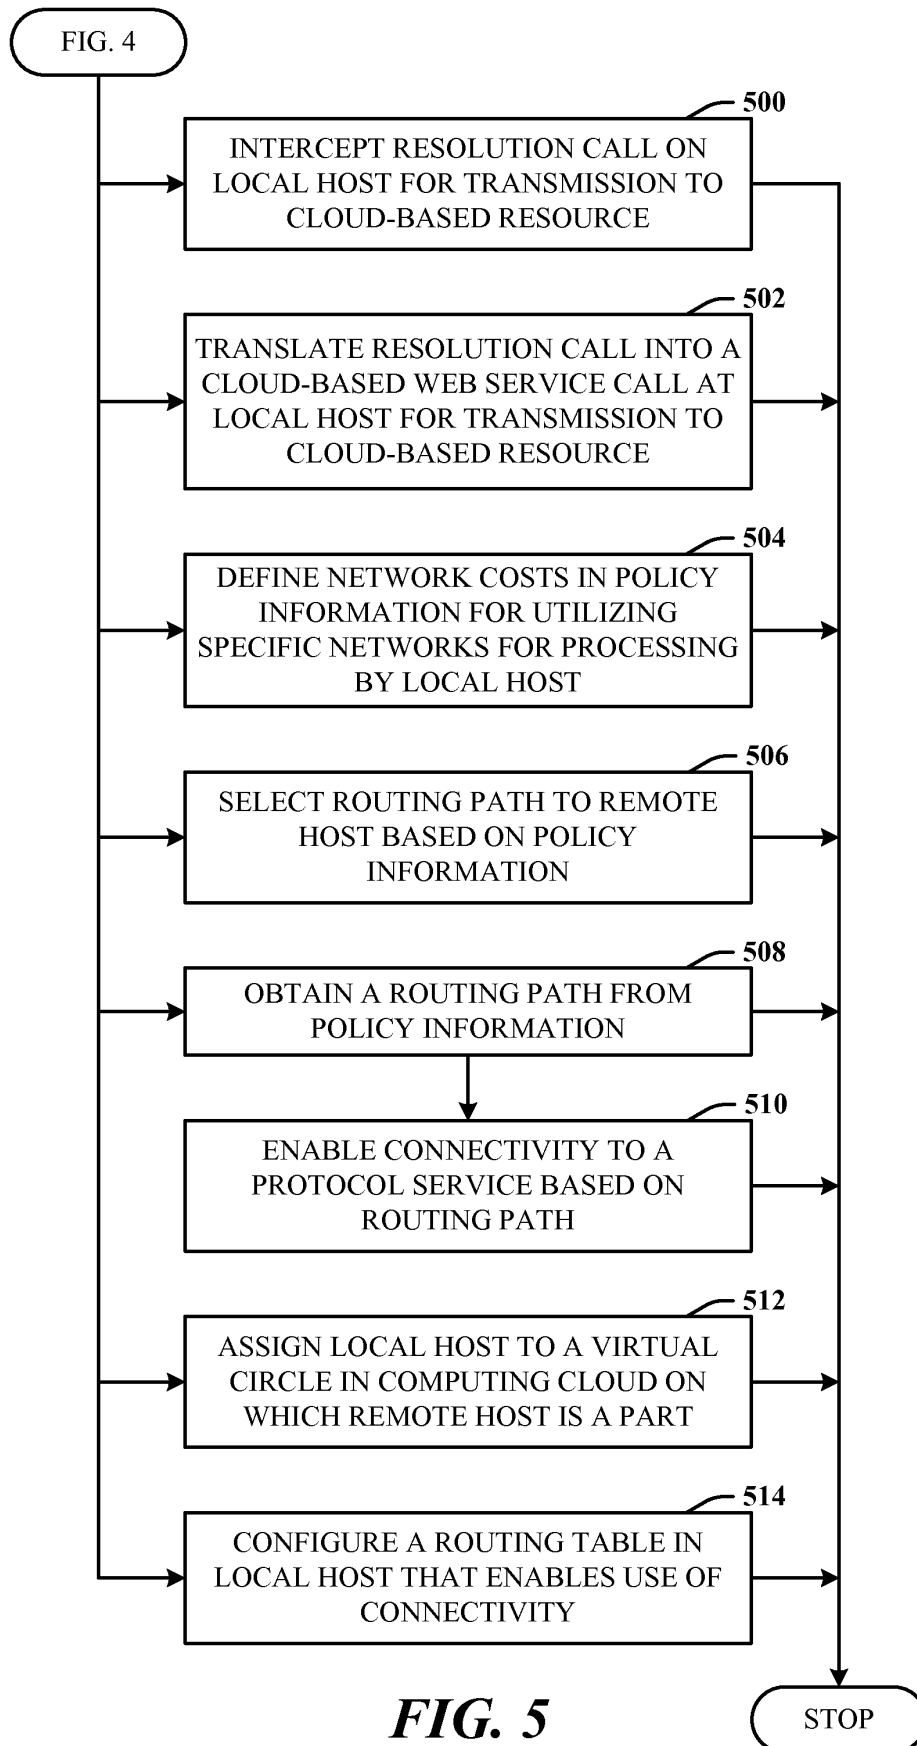 FIG. 4
500
INTERCEPT RESOLUTION CALL ON
LOCAL HOST FOR TRANSMISSION TO
CLOUD-BASED RESOURCE
502
TRANSLATE RESOLUTION CALL INTO A
CLOUD-BASED WEB SERVICE CALL AT
LOCAL HOST FOR TRANSMISSION TO
CLOUD-BASED RESOURCE
504
DEFINE NETWORK COSTS IN POLICY
INFORMATION FOR UTILIZING
SPECIFIC NETWORKS FOR PROCESSING
BY LOCAL HOST
506
SELECT ROUTING PATH TO REMOTE
HOST BASED ON POLICY
INFORMATION
508
OBTAIN A ROUTING PATH FROM
POLICY INFORMATION
510
ENABLE CONNECTIVITY TO A
PROTOCOL SERVICE BASED ON
ROUTING PATH
512
ASSIGN LOCAL HOST TO A VIRTUAL
CIRCLE IN COMPUTING CLOUD ON
WHICH REMOTE HOST IS A PART
514
CONFIGURE A ROUTING TABLE IN
LOCAL HOST THAT ENABLES USE OF
CONNECTIVITY
STOP
FIG. 5